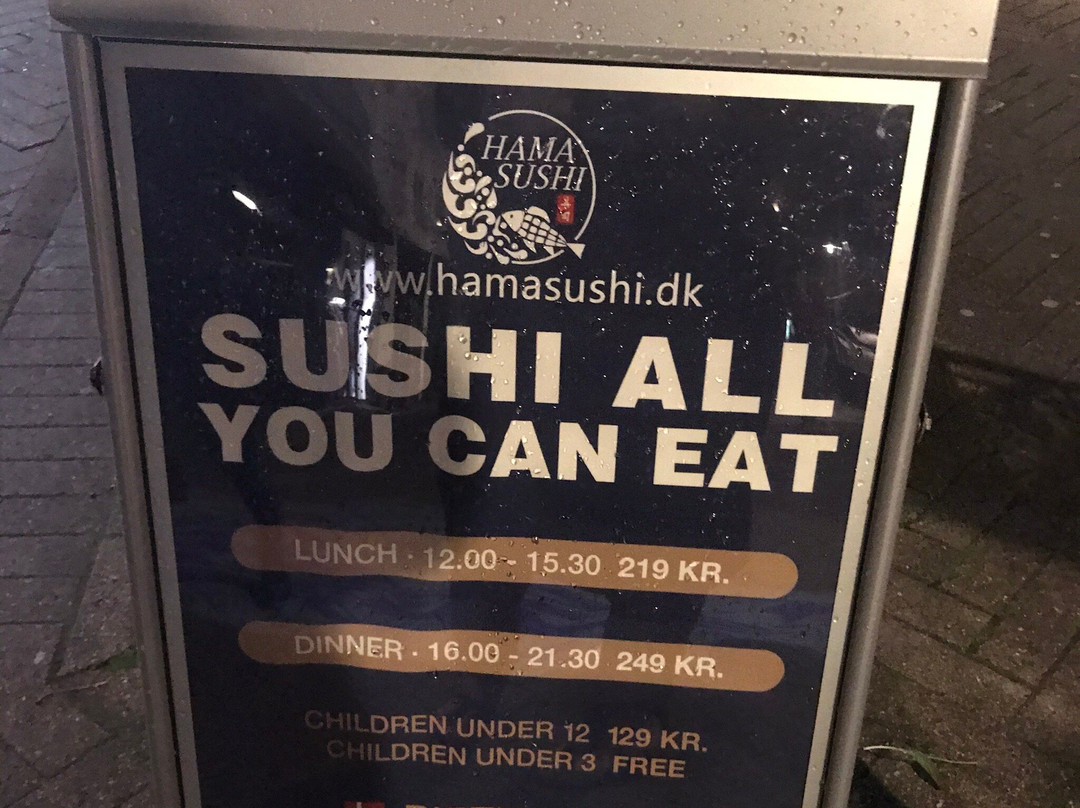 HAMA
SUSHI
www.hamasushi.dk
SUSHI ALL
YOU CAN EAT
LUNCH · 12.00 - 15.30 219 KR.
DINNER · 16.00 - 21.30 249 KR.
CHILDREN UNDER 12 129 KR.
CHILDREN UNDER 3 FREE